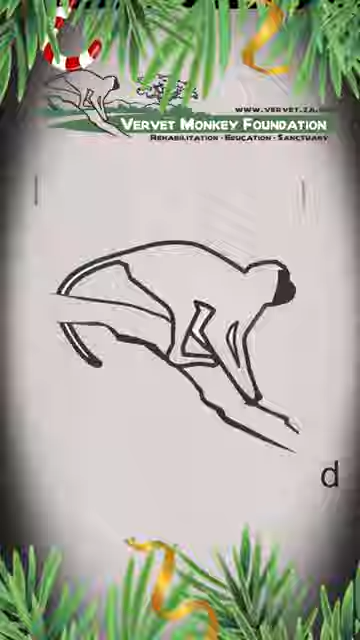 WWW.VERVET.ZA.
VERVET MONKEY FOUNDATION
REHABILITATION · EDUCATION · SANCTUARY
d